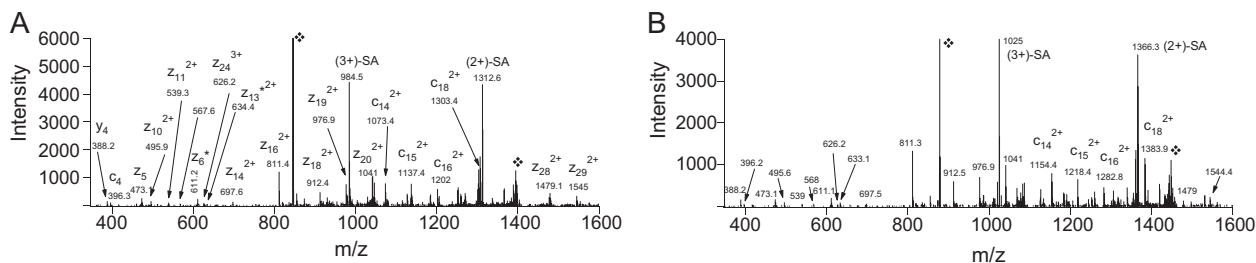 A
Intensity
6000
5000
4000
3000
2000
1000
y4
388.2
c4
396.3
z5
473.1
z10 2+
495.9
z11 2+
539.3
567.6
z6*
611.2
z24 3+
626.2
z13*2+
634.4
z14 2+
697.6
z16 2+
811.4
❖
z18 2+
912.4
z19 2+
976.9
(3+)-SA
984.5
z20 2+
1041
c14 2+
1073.4
c15 2+
1137.4
c16 2+
1202
c18 2+
1303.4
(2+)-SA
1312.6
❖
z28 2+
1479.1
z29 2+
1545
400 600 800 1000 1200 1400 1600
m/z
B
Intensity
4000
3000
2000
1000
388.2
396.2
473.1
495.6
539
568
611.1
626.2
633.1
697.5
811.3
❖
912.5
976.9
1025
(3+)-SA
1041
c14 2+
1154.4
c15 2+
1218.4
c16 2+
1282.8
1366.3
(2+)-SA
c18 2+
1383.9
❖
1479
1544.4
400 600 800 1000 1200 1400 1600
m/z